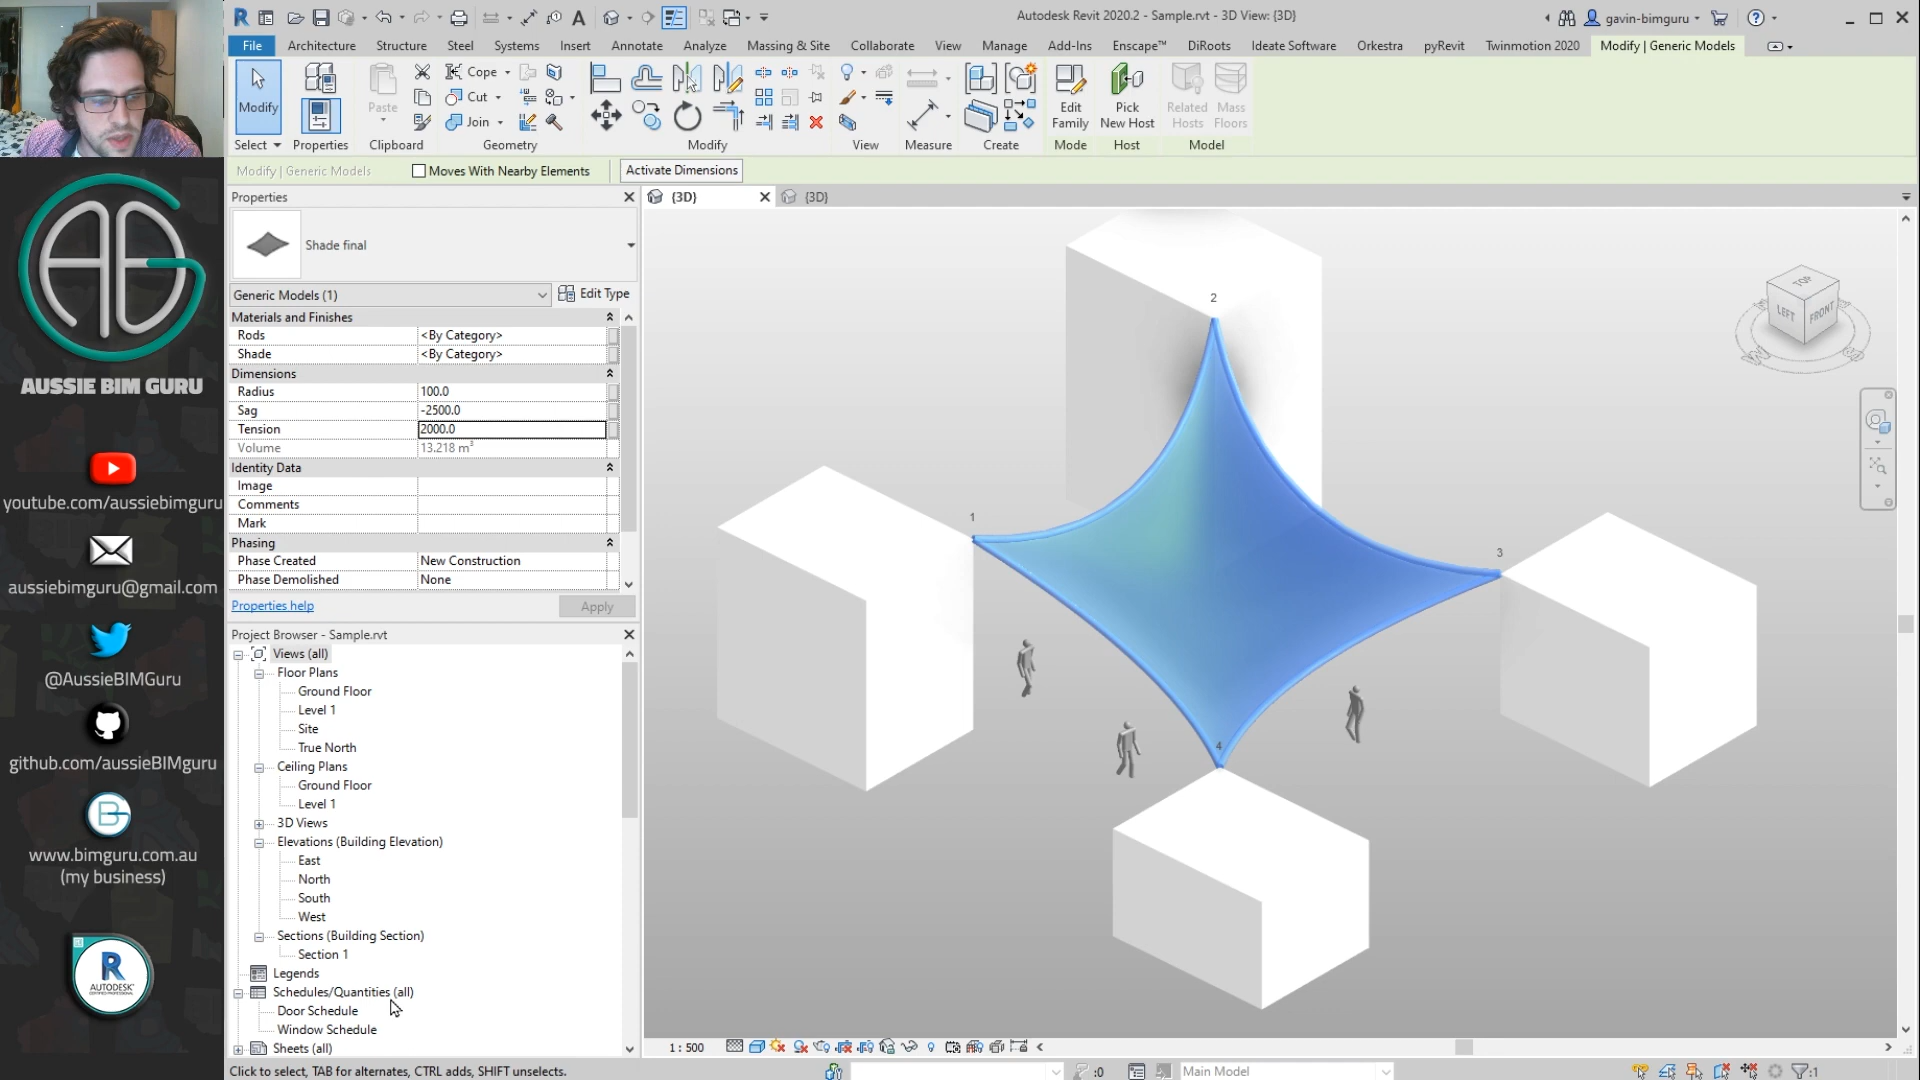 Autodesk Revit 2020.2 - Sample.rvt - 3D View: {3D}
gavin-bimguru
File
Architecture
Structure
Steel
Systems
Insert
Annotate
Analyze
Massing & Site
Collaborate
View
Manage
Add-Ins
Enscape™
DiRoots
Ideate Software
Orkestra
pyRevit
Twinmotion 2020
Modify | Generic Models
Modify
Paste
Cope
Cut
Join
Edit
Family
Pick
New Host
Related
Hosts
Mass
Floors
Select
Properties
Clipboard
Geometry
Modify
View
Measure
Create
Mode
Host
Model
Modify | Generic Models
Moves With Nearby Elements
Activate Dimensions
Properties
Shade final
Generic Models (1)
Edit Type
Materials and Finishes
Rods <By Category>
Shade <By Category>
Dimensions
Radius 100.0
Sag -2500.0
Tension 2000.0
Volume 13.218 m³
Identity Data
Image
Comments
Mark
Phasing
Phase Created New Construction
Phase Demolished None
Properties help
Apply
Project Browser - Sample.rvt
Views (all)
Floor Plans
Ground Floor
Level 1
Site
True North
Ceiling Plans
Ground Floor
Level 1
3D Views
Elevations (Building Elevation)
East
North
South
West
Sections (Building Section)
Section 1
Legends
Schedules/Quantities (all)
Door Schedule
Window Schedule
Sheets (all)
{3D}
{3D}
TOP
LEFT
FRONT
1
2
3
4
1 : 500
Click to select, TAB for alternates, CTRL adds, SHIFT unselects.
:0
Main Model
:1
AUSSIE BIM GURU
youtube.com/aussiebimguru
aussiebimguru@gmail.com
@AussieBIMGuru
github.com/aussieBIMguru
www.bimguru.com.au
(my business)
R
AUTODESK
CERTIFIED PROFESSIONAL